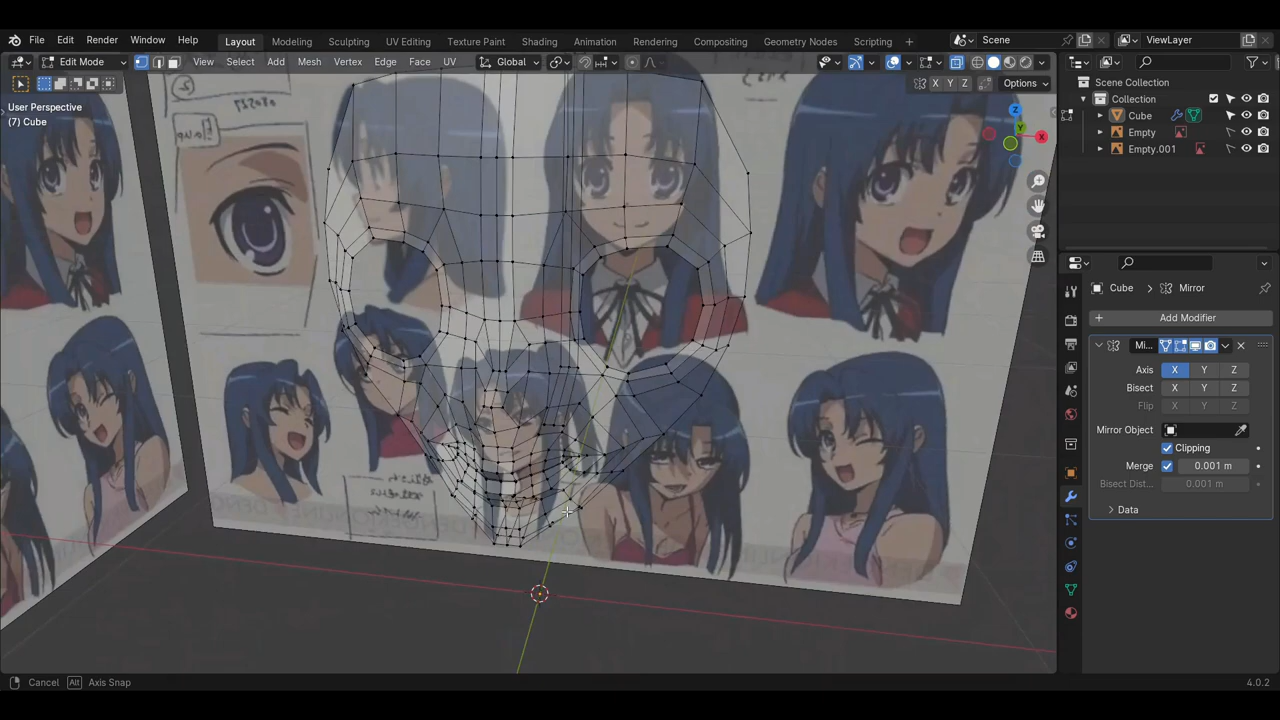 File Edit Render Window Help
Layout Modeling Sculpting UV Editing Texture Paint Shading Animation Rendering Compositing Geometry Nodes Scripting +
Scene
ViewLayer
Edit Mode View Select Add Mesh Vertex Edge Face UV
Global
X Y Z Options
User Perspective
(7) Cube
Z
Y
X
Scene Collection
Collection
Cube
Empty
Empty.001
Cube > Mirror
Add Modifier
Mi...
Axis X Y Z
Bisect X Y Z
Flip X Y Z
Mirror Object
Clipping
Merge 0.001 m
Bisect Dist... 0.001 m
Data
Cancel Alt Axis Snap
4.0.2